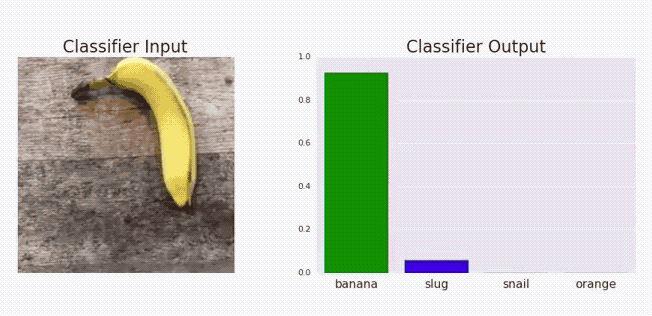 Classifier Input
Classifier Output
1.0
0.8
0.6
0.4
0.2
0.0
banana
slug
snail
orange